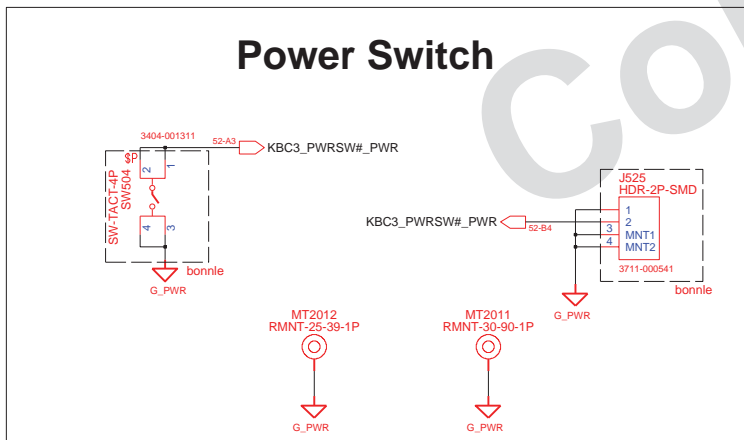 Power Switch
Co
3404-001311
52-A3
KBC3_PWRSW#_PWR
$P
2
1
SW-TACT-4P
SW504
4
3
bonnle
G_PWR
J525
HDR-2P-SMD
1
2
3
MNT1
4
MNT2
3711-000541
bonnle
KBC3_PWRSW#_PWR
52-B4
G_PWR
MT2012
RMNT-25-39-1P
G_PWR
MT2011
RMNT-30-90-1P
G_PWR